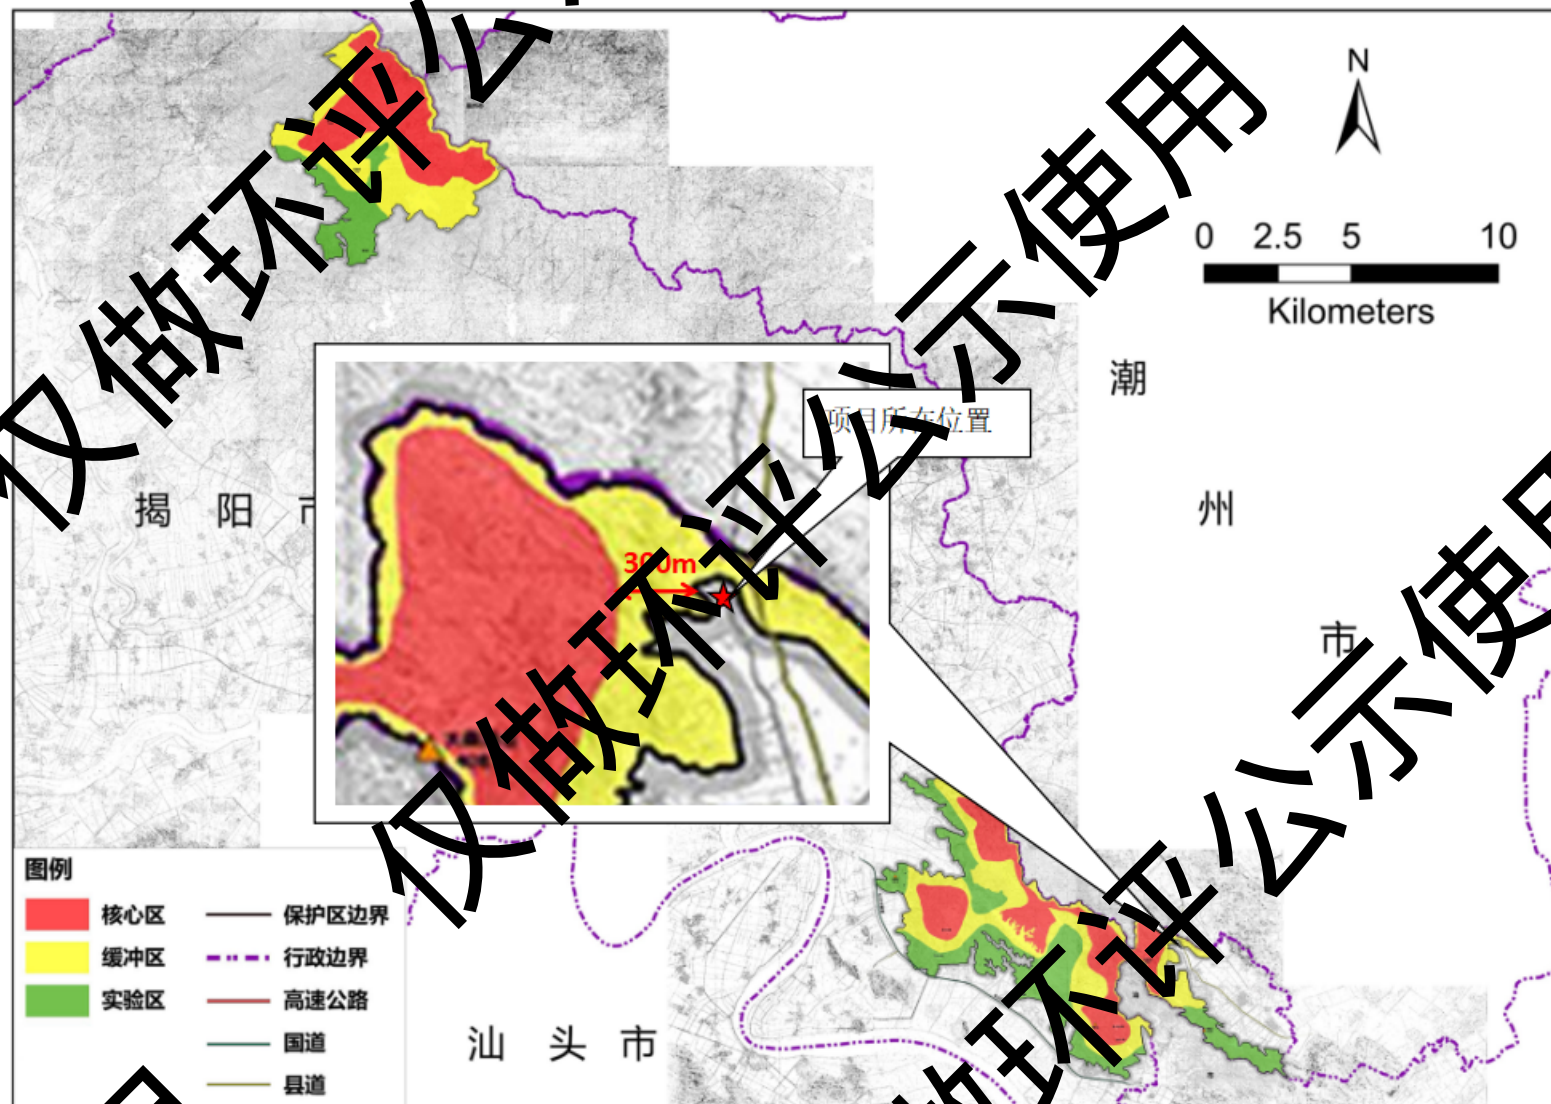 仅做环评公示使用
N
0 2.5 5 10
Kilometers
潮
州
市
项目所在位置
揭 阳 市
300m
仅做环评公示使用
图例
核心区
保护区边界
缓冲区
行政边界
实验区
高速公路
国道
县道
汕 头 市
做环评公示使用